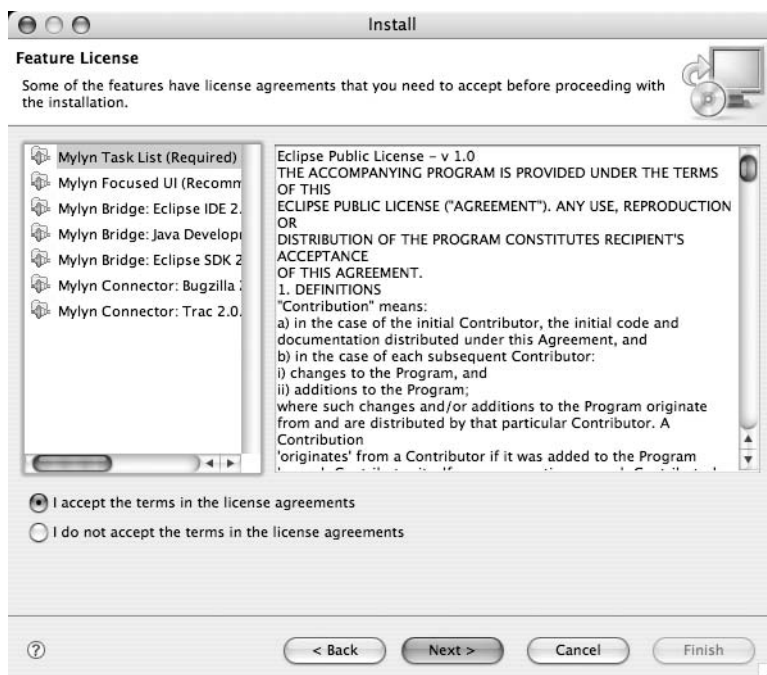 Install
Feature License
Some of the features have license agreements that you need to accept before proceeding with
the installation.
Mylyn Task List (Required)
Mylyn Focused UI (Recomm
Mylyn Bridge: Eclipse IDE 2.
Mylyn Bridge: Java Develop
Mylyn Bridge: Eclipse SDK 2
Mylyn Connector: Bugzilla
Mylyn Connector: Trac 2.0.
Eclipse Public License – v 1.0
THE ACCOMPANYING PROGRAM IS PROVIDED UNDER THE TERMS
OF THIS
ECLIPSE PUBLIC LICENSE ("AGREEMENT"). ANY USE, REPRODUCTION
OR
DISTRIBUTION OF THE PROGRAM CONSTITUTES RECIPIENT'S
ACCEPTANCE
OF THIS AGREEMENT.
1. DEFINITIONS
"Contribution" means:
a) in the case of the initial Contributor, the initial code and
documentation distributed under this Agreement, and
b) in the case of each subsequent Contributor:
i) changes to the Program, and
ii) additions to the Program;
where such changes and/or additions to the Program originate
from and are distributed by that particular Contributor. A
Contribution
'originates' from a Contributor if it was added to the Program
I accept the terms in the license agreements
I do not accept the terms in the license agreements
?
< Back
Next >
Cancel
Finish